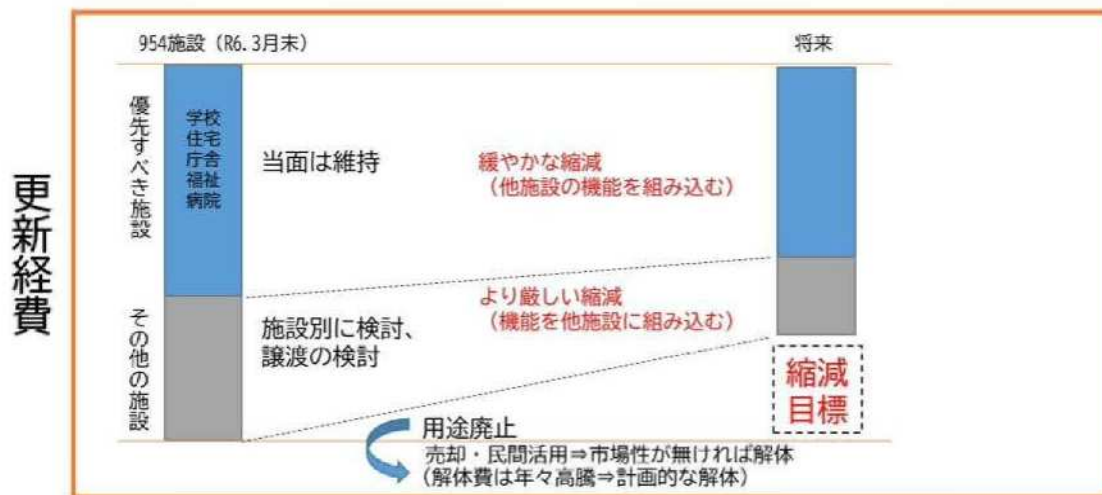 更新経費
954施設（R6.3月末）
将来
優先すべき施設
学校
住宅
庁舎
福祉
病院
当面は維持
緩やかな縮減
（他施設の機能を組み込む）
その他の施設
施設別に検討、
譲渡の検討
より厳しい縮減
（機能を他施設に組み込む）
縮減
目標
用途廃止
売却・民間活用⇒市場性が無ければ解体
（解体費は年々高騰⇒計画的な解体）